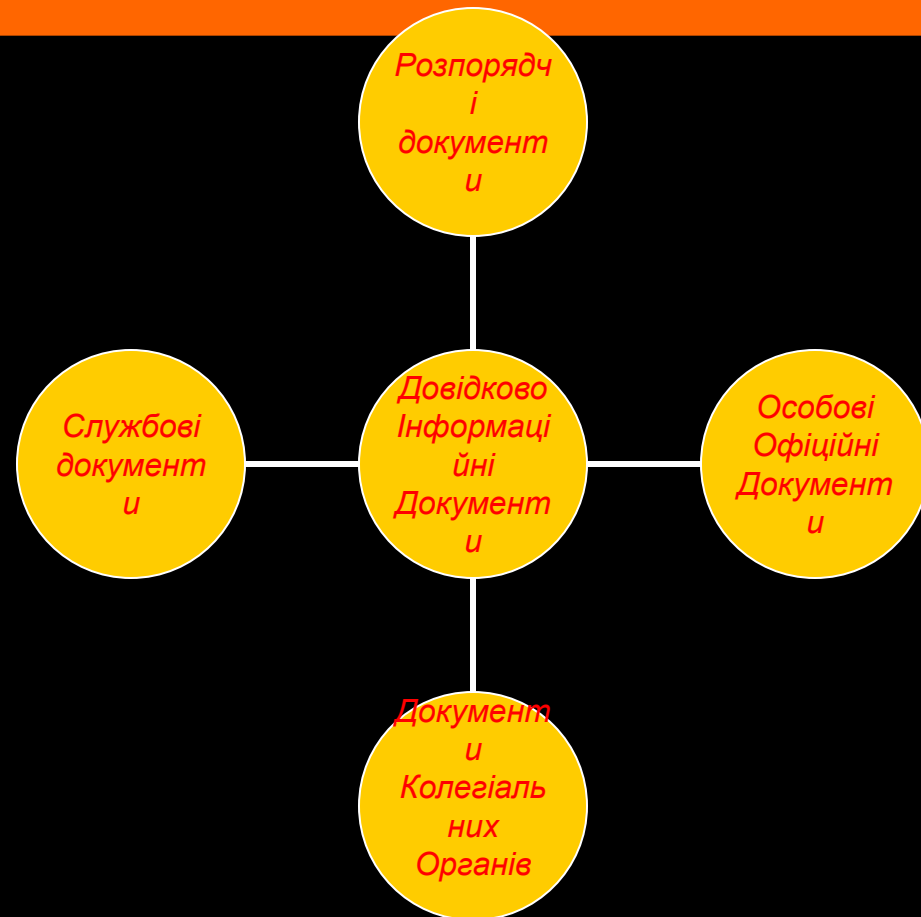 Розпорядч
і
документ
и
Службові
документ
и
Довідково
Інформаці
йні
Документ
и
Особові
Офіційні
Документ
и
Документ
и
Колегіаль
них
Органів